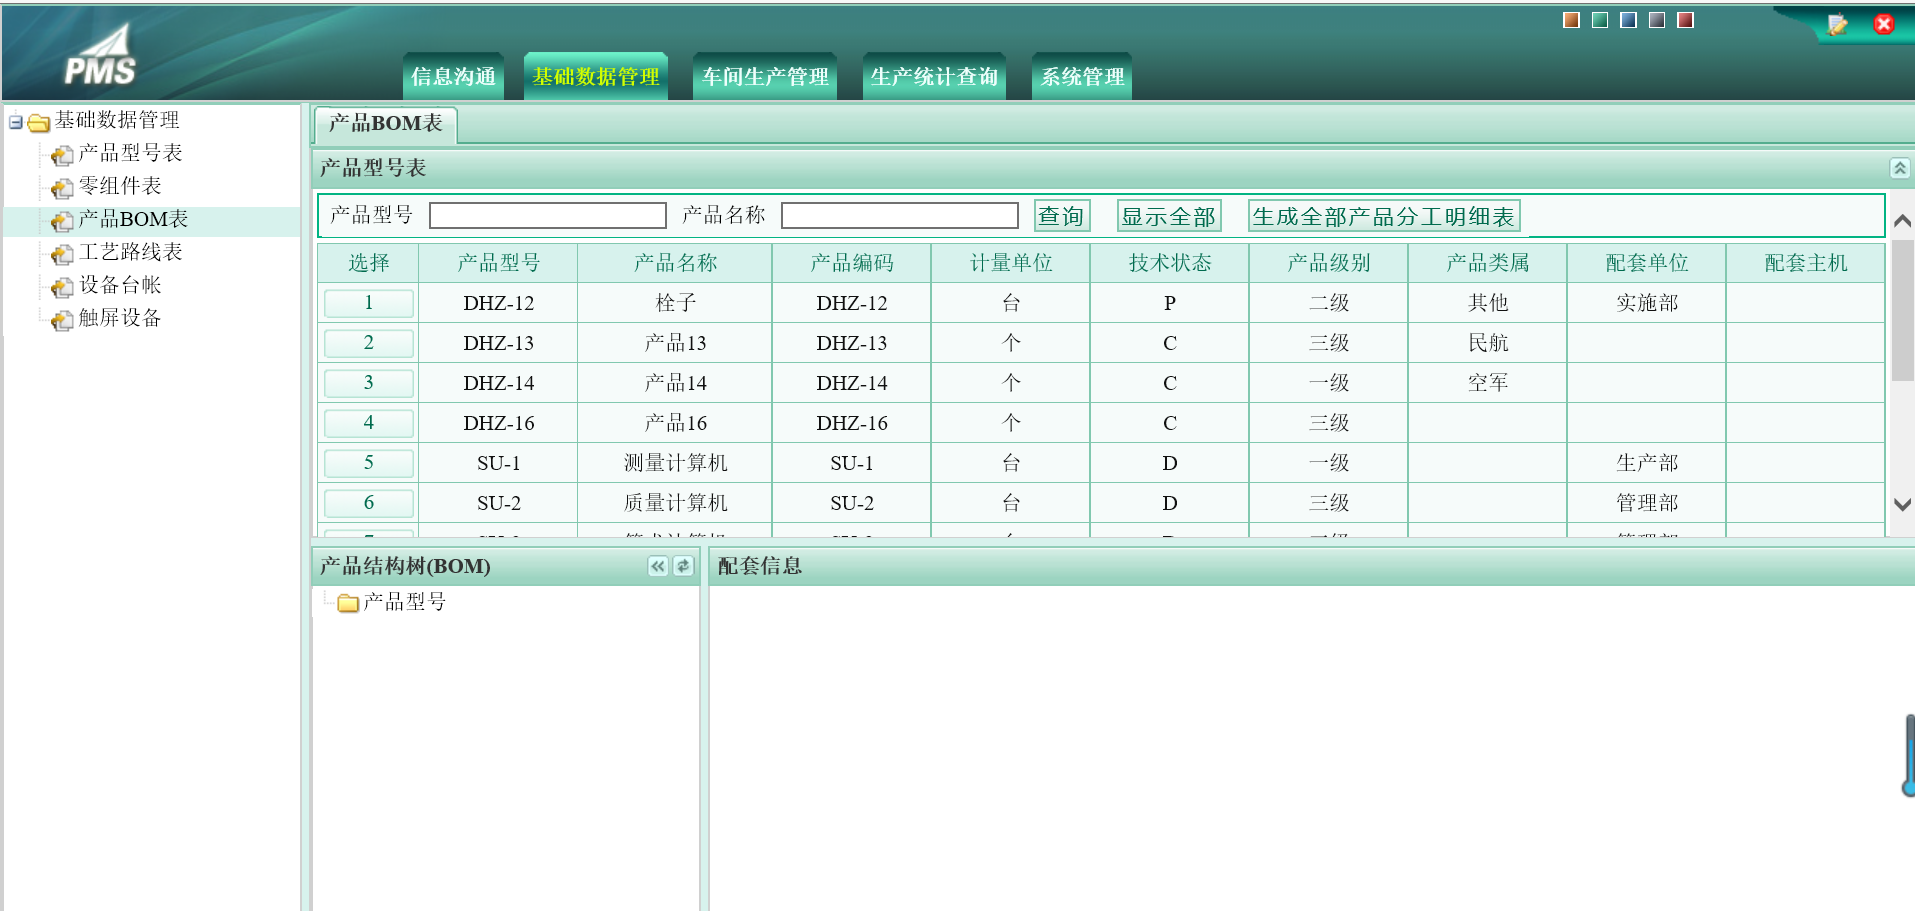 PMS
信息沟通 基础数据管理 车间生产管理 生产统计查询 系统管理
基础数据管理
产品型号表
零组件表
产品BOM表
工艺路线表
设备台帐
触屏设备
产品BOM表
产品型号表
产品型号 产品名称 查询 显示全部 生成全部产品分工明细表
选择 产品型号 产品名称 产品编码 计量单位 技术状态 产品级别 产品类属 配套单位 配套主机
1 DHZ-12 栓子 DHZ-12 台 P 二级 其他 实施部
2 DHZ-13 产品13 DHZ-13 个 C 三级 民航
3 DHZ-14 产品14 DHZ-14 个 C 一级 空军
4 DHZ-16 产品16 DHZ-16 个 C 三级
5 SU-1 测量计算机 SU-1 台 D 一级 生产部
6 SU-2 质量计算机 SU-2 台 D 三级 管理部
产品结构树(BOM)
产品型号
配套信息